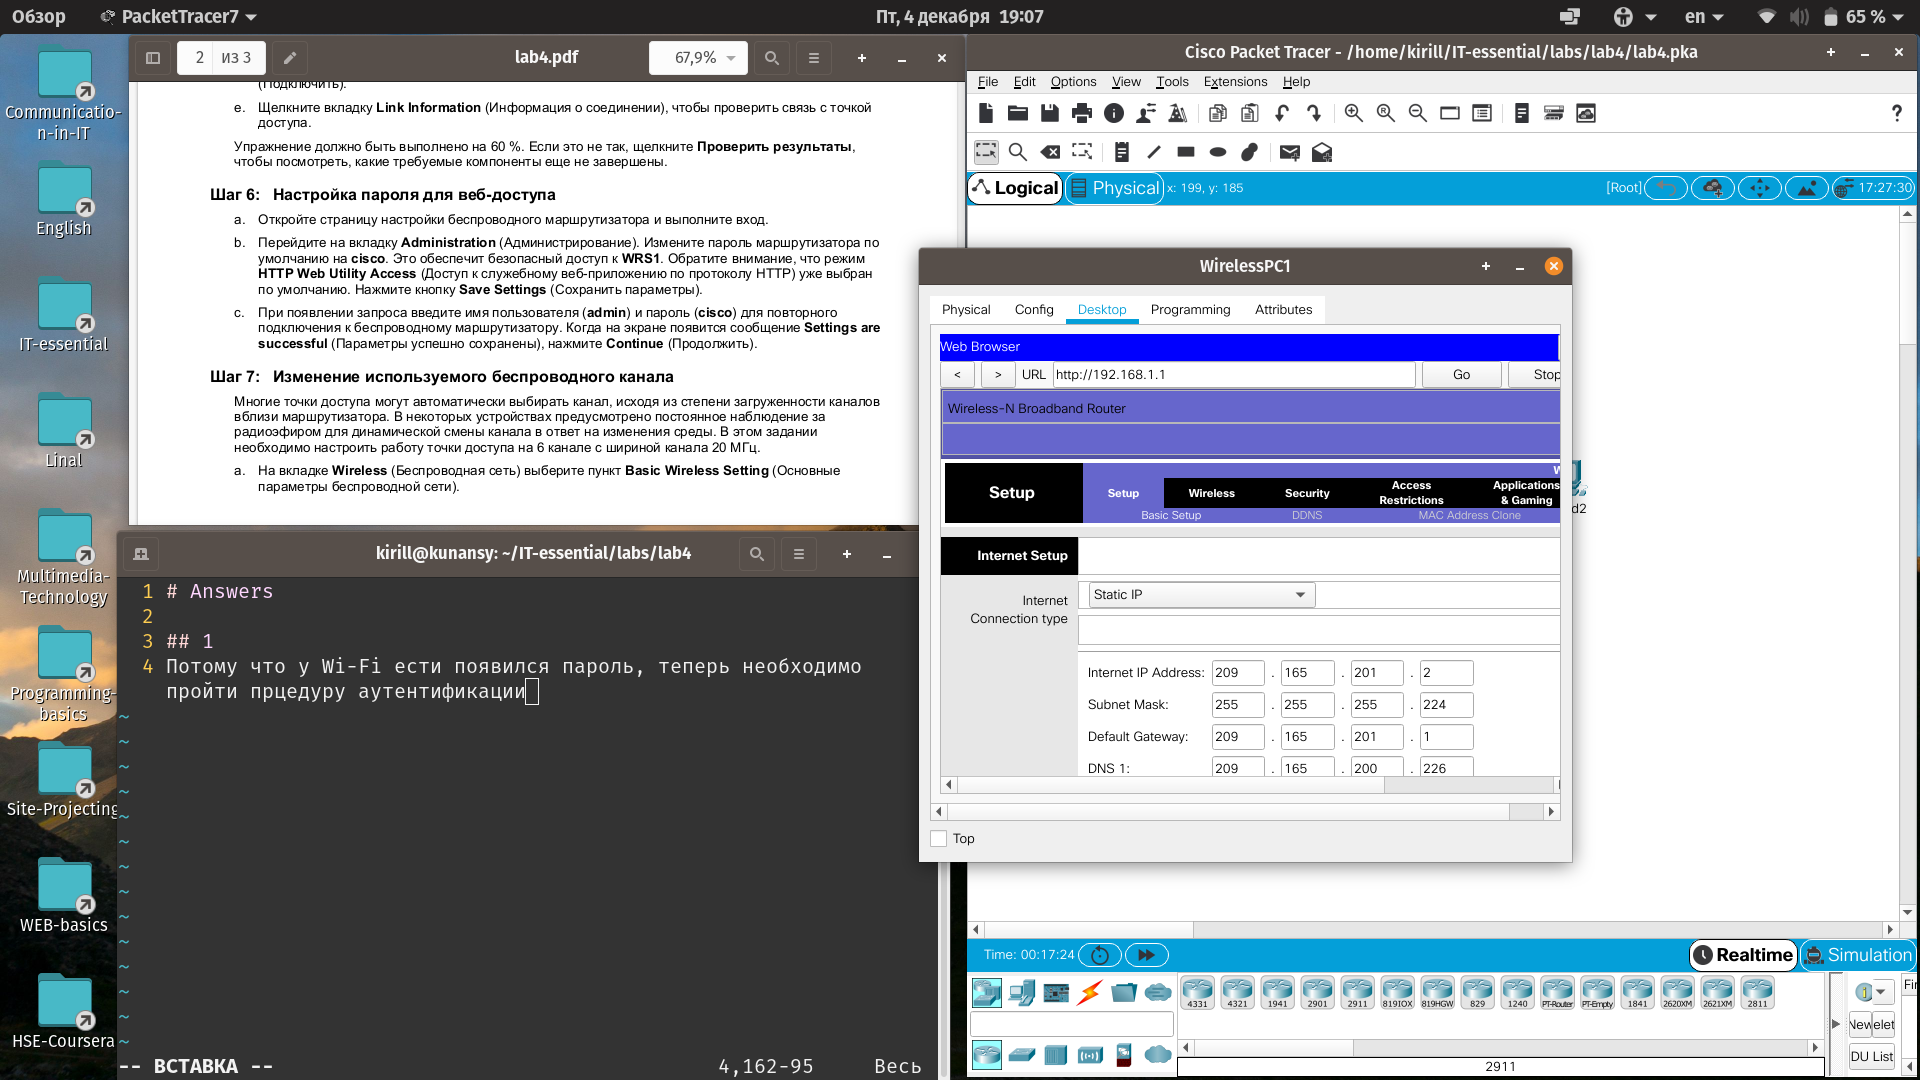 Обзор
PacketTracer7
Пт, 4 декабря 19:07
en
65 %
Communicatio-
n-in-IT
English
IT-essential
Linal
Multimedia-
Technology
Programming-
basics
Site-Projecting
WEB-basics
HSE-Coursera
2 из 3
lab4.pdf
67,9%
(Подключить).
e. Щелкните вкладку Link Information (Информация о соединении), чтобы проверить связь с точкой
доступа.
Упражнение должно быть выполнено на 60 %. Если это не так, щелкните Проверить результаты,
чтобы посмотреть, какие требуемые компоненты еще не завершены.
Шаг 6: Настройка пароля для веб-доступа
a. Откройте страницу настройки беспроводного маршрутизатора и выполните вход.
b. Перейдите на вкладку Administration (Администрирование). Измените пароль маршрутизатора по
умолчанию на cisco. Это обеспечит безопасный доступ к WRS1. Обратите внимание, что режим
HTTP Web Utility Access (Доступ к служебному веб-приложению по протоколу HTTP) уже выбран
по умолчанию. Нажмите кнопку Save Settings (Сохранить параметры).
c. При появлении запроса введите имя пользователя (admin) и пароль (cisco) для повторного
подключения к беспроводному маршрутизатору. Когда на экране появится сообщение Settings are
successful (Параметры успешно сохранены), нажмите Continue (Продолжить).
Шаг 7: Изменение используемого беспроводного канала
Многие точки доступа могут автоматически выбирать канал, исходя из степени загруженности каналов
вблизи маршрутизатора. В некоторых устройствах предусмотрено постоянное наблюдение за
радиоэфиром для динамической смены канала в ответ на изменения среды. В этом задании
необходимо настроить работу точки доступа на 6 канале с шириной канала 20 МГц.
a. На вкладке Wireless (Беспроводная сеть) выберите пункт Basic Wireless Setting (Основные
параметры беспроводной сети).
kirill@kunansy: ~/IT-essential/labs/lab4
1 # Answers
2
3 ## 1
4 Потому что у Wi-Fi ести появился пароль, теперь необходимо
пройти прцедуру аутентификации
~
~
~
~
~
~
~
~
~
~
~
~
~
~
-- ВСТАВКА --
4,162-95
Весь
Cisco Packet Tracer - /home/kirill/IT-essential/labs/lab4/lab4.pka
File Edit Options View Tools Extensions Help
?
Logical
Physical
x: 199, y: 185
[Root]
17:27:30
d2
WirelessPC1
Physical Config Desktop Programming Attributes
Web Browser
< > URL http://192.168.1.1 Go Stop
Wireless-N Broadband Router
W
Setup
Setup Wireless Security Access
Restrictions Applications
& Gaming
Basic Setup DDNS MAC Address Clone
Internet Setup
Internet
Connection type
Static IP
Internet IP Address: 209 . 165 . 201 . 2
Subnet Mask: 255 . 255 . 255 . 224
Default Gateway: 209 . 165 . 201 . 1
DNS 1: 209 . 165 . 200 . 226
Top
Time: 00:17:24
Realtime
Simulation
4331 4321 1941 2901 2911 819IOX 819HGW 829 1240 PT-Router PT-Empty 1841 2620XM 2621XM 2811
2911
Fir
New elet
DU List